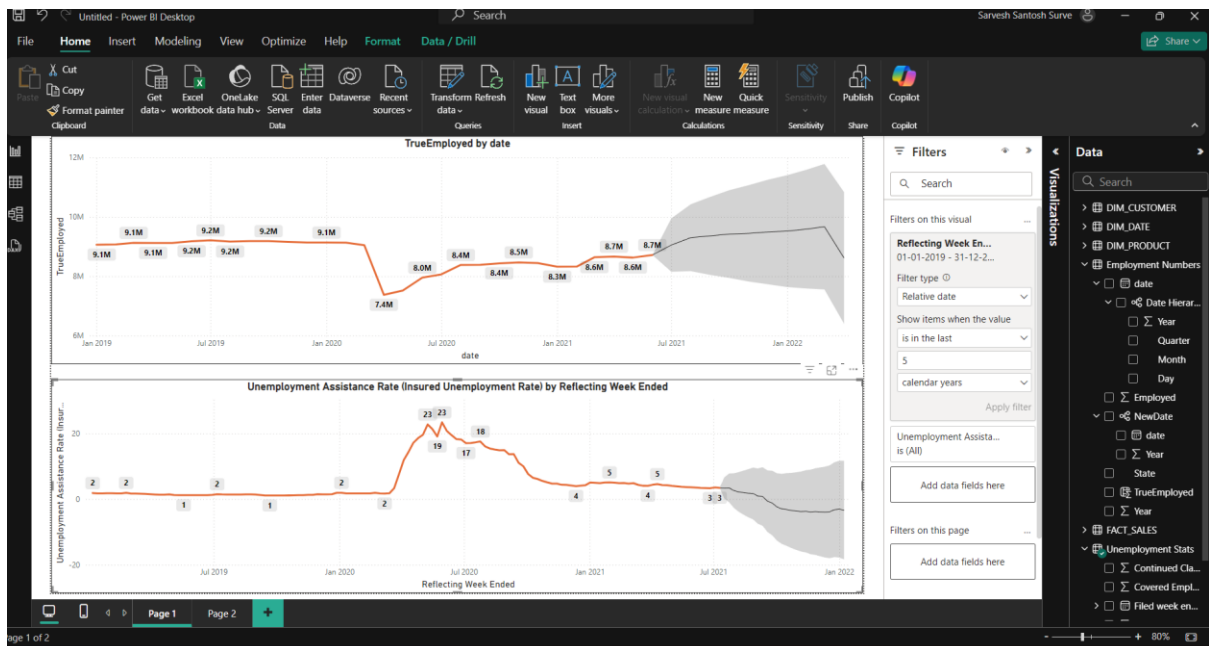 Untitled - Power BI Desktop
Search
Sarvesh Santosh Surve
File Home Insert Modeling View Optimize Help Format Data / Drill
Share
Paste
Cut
Copy
Format painter
Clipboard
Get data
Excel workbook
OneLake data hub
SQL Server
Enter data
Dataverse
Recent sources
Data
Transform data
Refresh
Queries
New visual
Text box
More visuals
Insert
New visual calculation
New measure
Quick measure
Calculations
Sensitivity
Sensitivity
Publish
Share
Copilot
Copilot
TrueEmployed by date
TrueEmployed
12M
10M
8M
6M
9.1M 9.1M 9.1M 9.2M 9.2M 9.2M 9.2M 9.1M 7.4M 8.0M 8.4M 8.4M 8.5M 8.3M 8.6M 8.7M 8.6M 8.7M
Jan 2019 Jul 2019 Jan 2020 Jul 2020 Jan 2021 Jul 2021 Jan 2022
date
Unemployment Assistance Rate (Insured Unemployment Rate) by Reflecting Week Ended
Unemployment Assistance Rate (Insur...
20
0
-20
2 2 1 2 1 2 2 23 19 23 17 18 4 5 4 5 3 3
Jul 2019 Jan 2020 Jul 2020 Jan 2021 Jul 2021 Jan 2022
Reflecting Week Ended
Filters
Search
Filters on this visual
...
Reflecting Week En...
01-01-2019 - 31-12-2...
Filter type
Relative date
Show items when the value
is in the last
5
calendar years
Apply filter
Unemployment Assista...
is (All)
Add data fields here
Filters on this page
...
Add data fields here
Visualizations
Data
Search
DIM_CUSTOMER
DIM_DATE
DIM_PRODUCT
Employment Numbers
date
Date Hierar...
Year
Quarter
Month
Day
Employed
NewDate
date
Year
State
TrueEmployed
Year
FACT_SALES
Unemployment Stats
Continued Cla...
Covered Empl...
Filed week en...
Page 1
Page 2
+
age 1 of 2
- + 80%